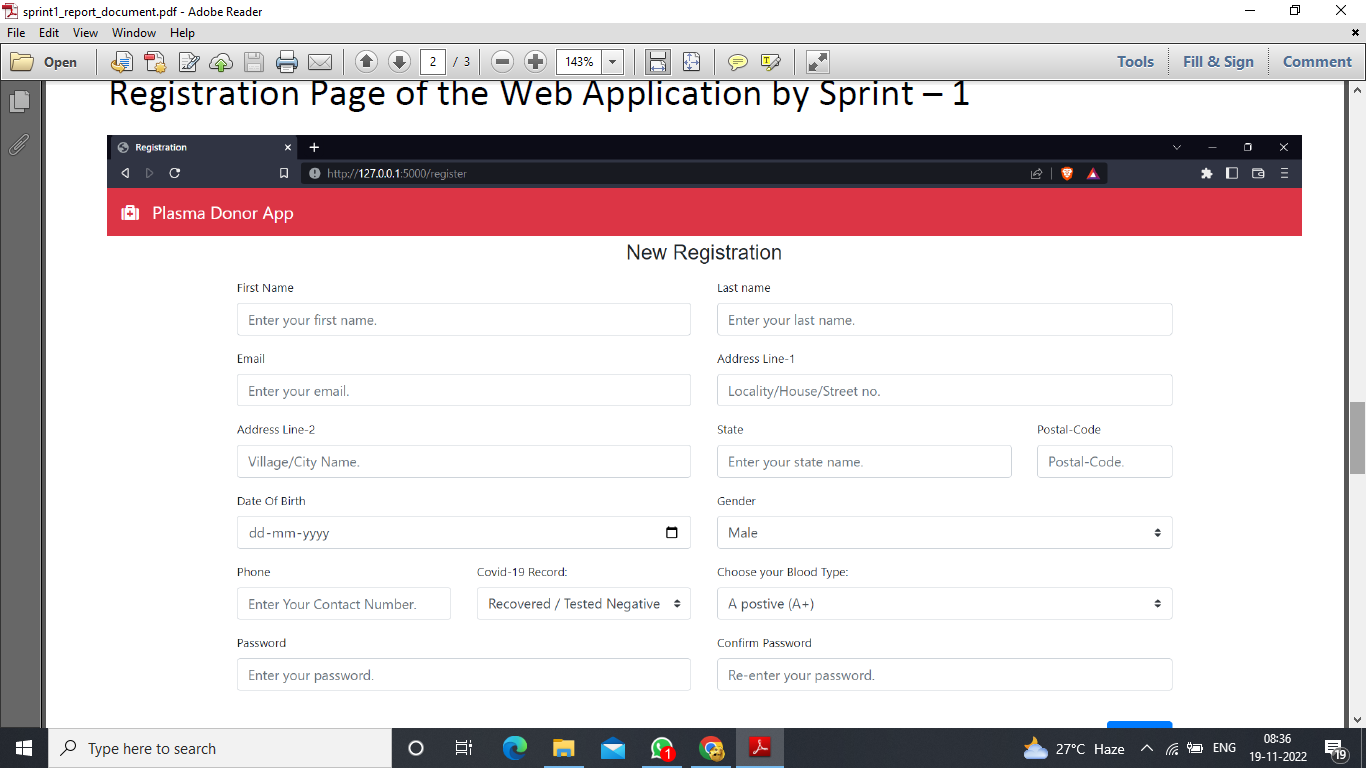 sprint1_report_document.pdf - Adobe Reader
File Edit View Window Help
Open 2 / 3 143% Tools Fill & Sign Comment
Registration Page of the Web Application by Sprint – 1
Registration
http://127.0.0.1:5000/register
Plasma Donor App
New Registration
First Name Last name
Enter your first name. Enter your last name.
Email Address Line-1
Enter your email. Locality/House/Street no.
Address Line-2 State Postal-Code
Village/City Name. Enter your state name. Postal-Code.
Date Of Birth Gender
dd-mm-yyyy Male
Phone Covid-19 Record: Choose your Blood Type:
Enter Your Contact Number. Recovered / Tested Negative A postive (A+)
Password Confirm Password
Enter your password. Re-enter your password.
Type here to search 1 27°C Haze ENG 08:36
19-11-2022 19